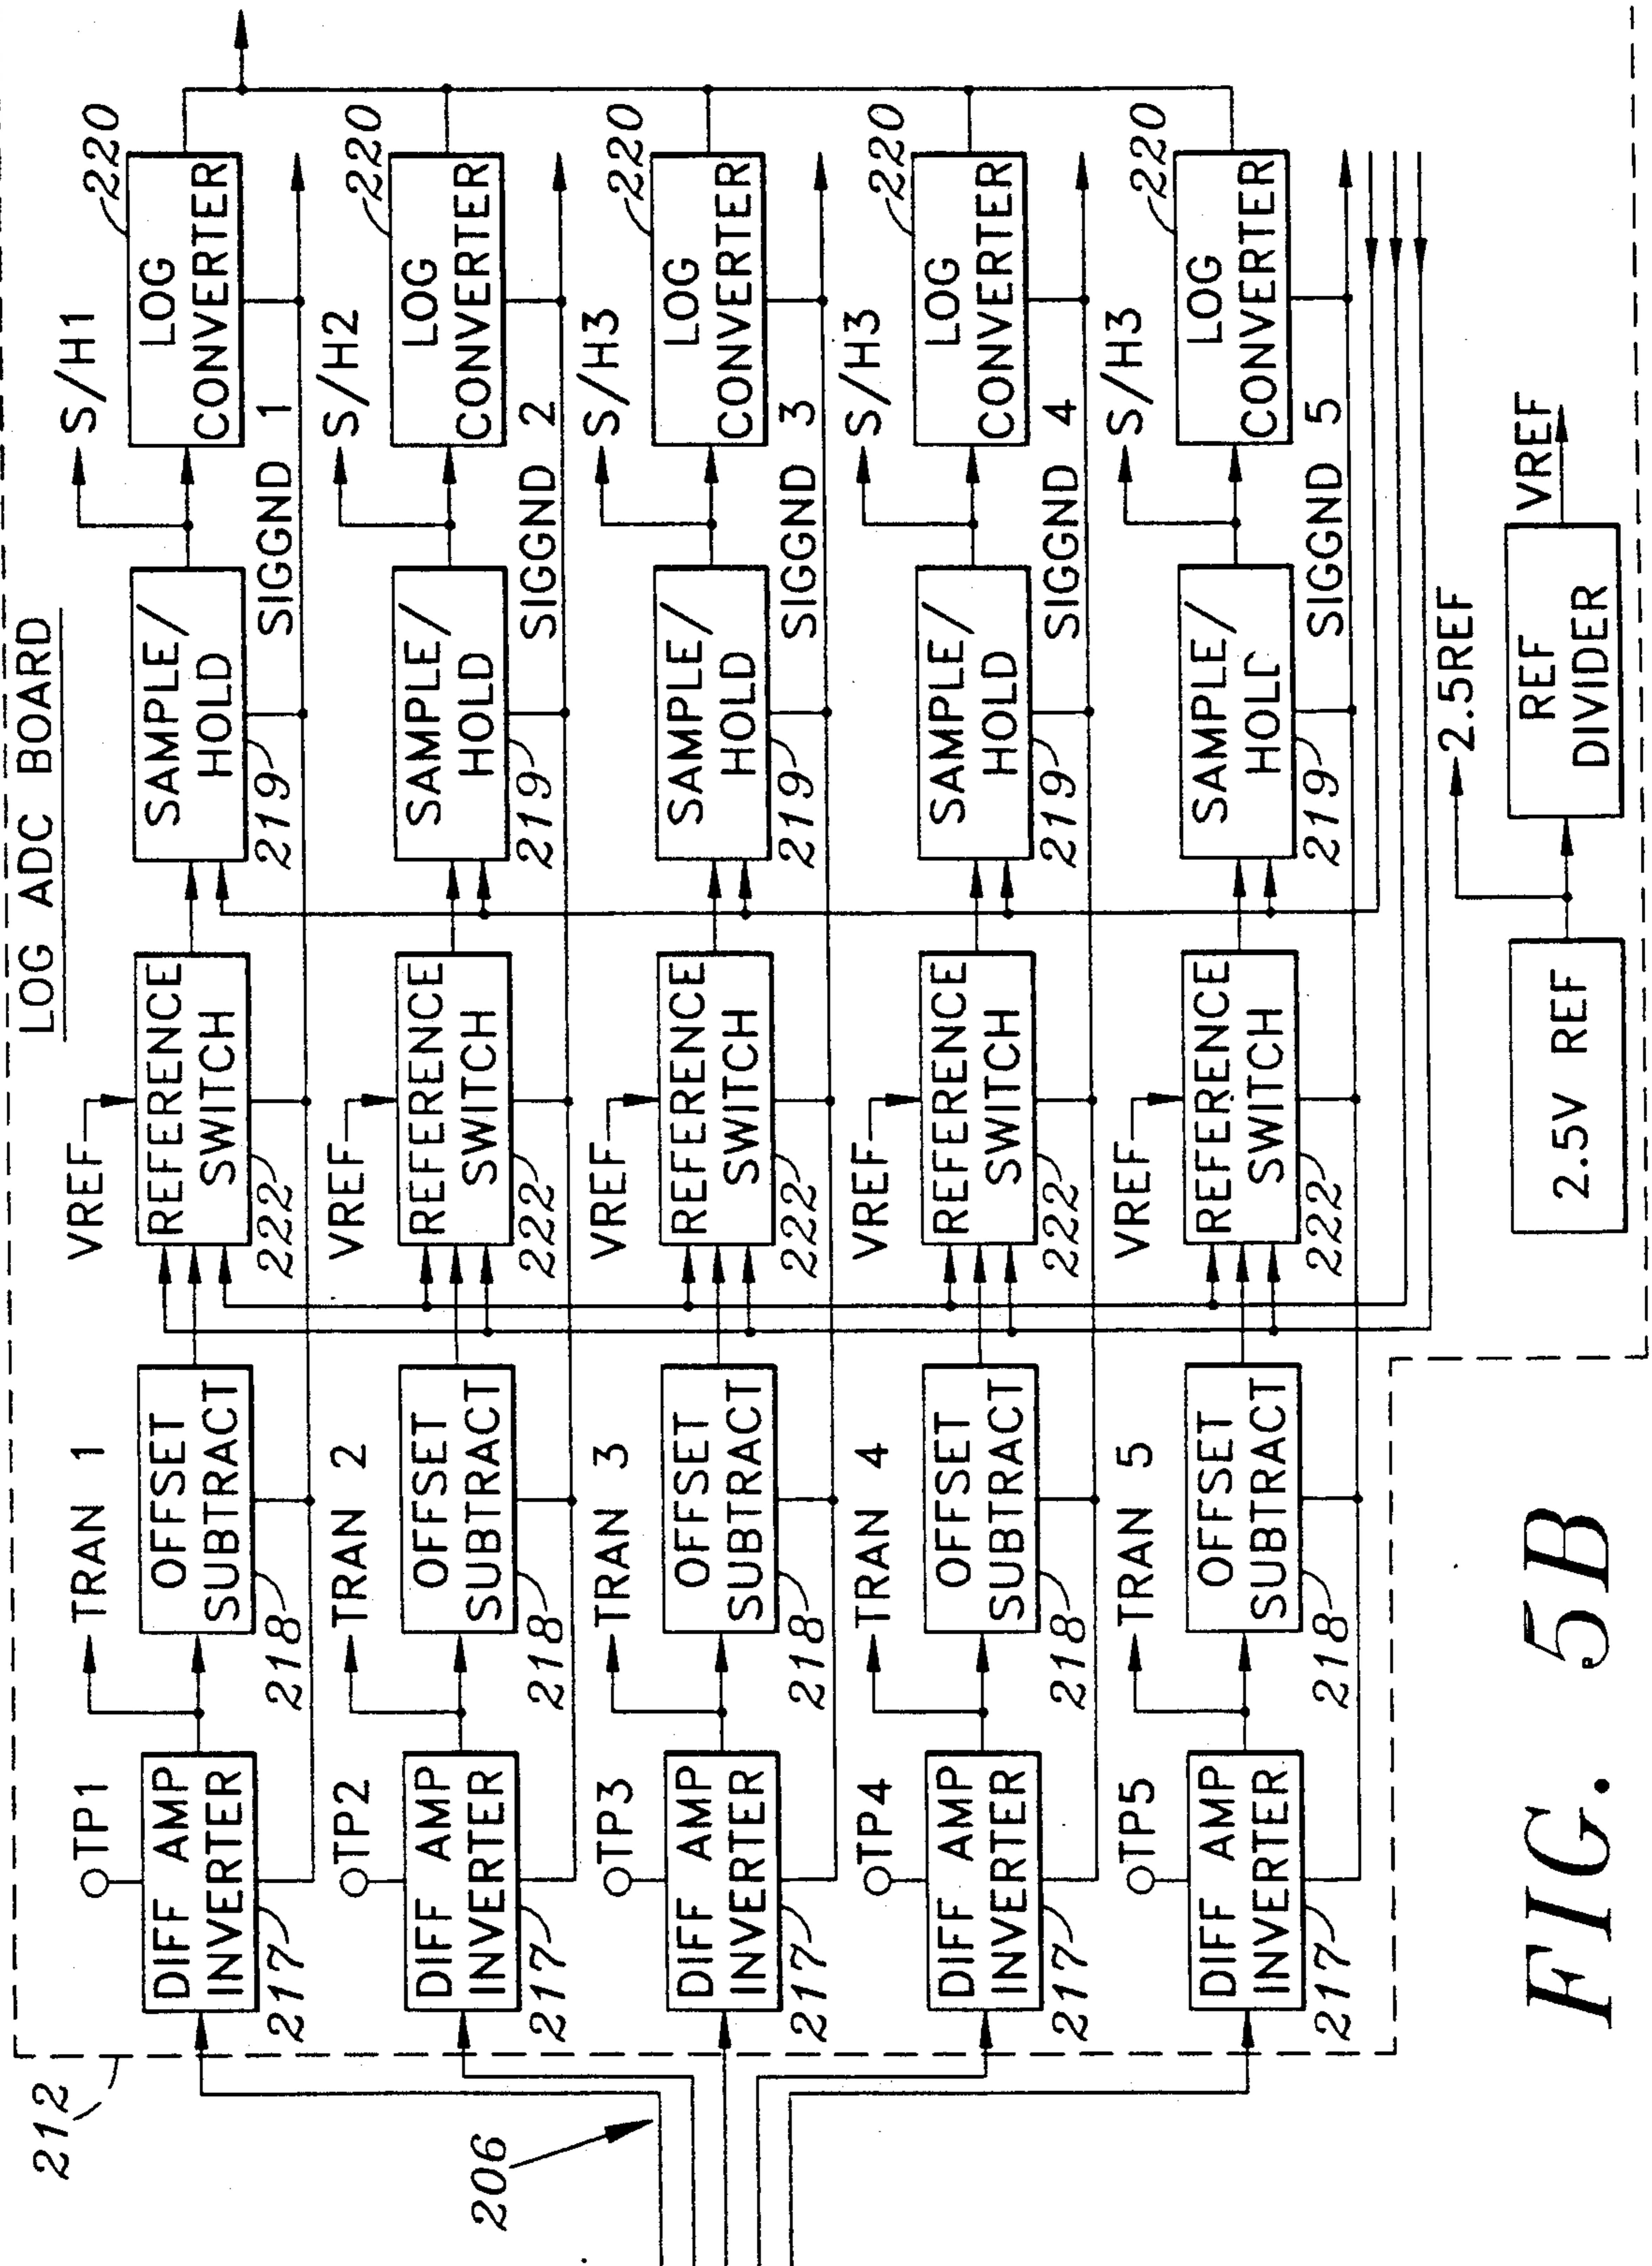 LOG ADC BOARD
212
206
TP1
DIFF AMP
INVERTER
217
TRAN 1
OFFSET
SUBTRACT
218
VREF
REFERENCE
SWITCH
222
SAMPLE/
HOLD
219
SIGGND 1
S/H1
LOG
CONVERTER
220
TP2
DIFF AMP
INVERTER
217
TRAN 2
OFFSET
SUBTRACT
218
VREF
REFERENCE
SWITCH
222
SAMPLE/
HOLD
219
SIGGND 2
S/H2
LOG
CONVERTER
220
TP3
DIFF AMP
INVERTER
217
TRAN 3
OFFSET
SUBTRACT
218
VREF
REFERENCE
SWITCH
222
SAMPLE/
HOLD
219
SIGGND 3
S/H3
LOG
CONVERTER
220
TP4
DIFF AMP
INVERTER
217
TRAN 4
OFFSET
SUBTRACT
218
VREF
REFERENCE
SWITCH
222
SAMPLE/
HOLD
219
SIGGND 4
S/H3
LOG
CONVERTER
220
TP5
DIFF AMP
INVERTER
217
TRAN 5
OFFSET
SUBTRACT
218
VREF
REFERENCE
SWITCH
222
SAMPLE/
HOLD
219
SIGGND 5
S/H3
LOG
CONVERTER
220
2.5V REF
2.5REF
REF
DIVIDER
VREF
FIG. 5B